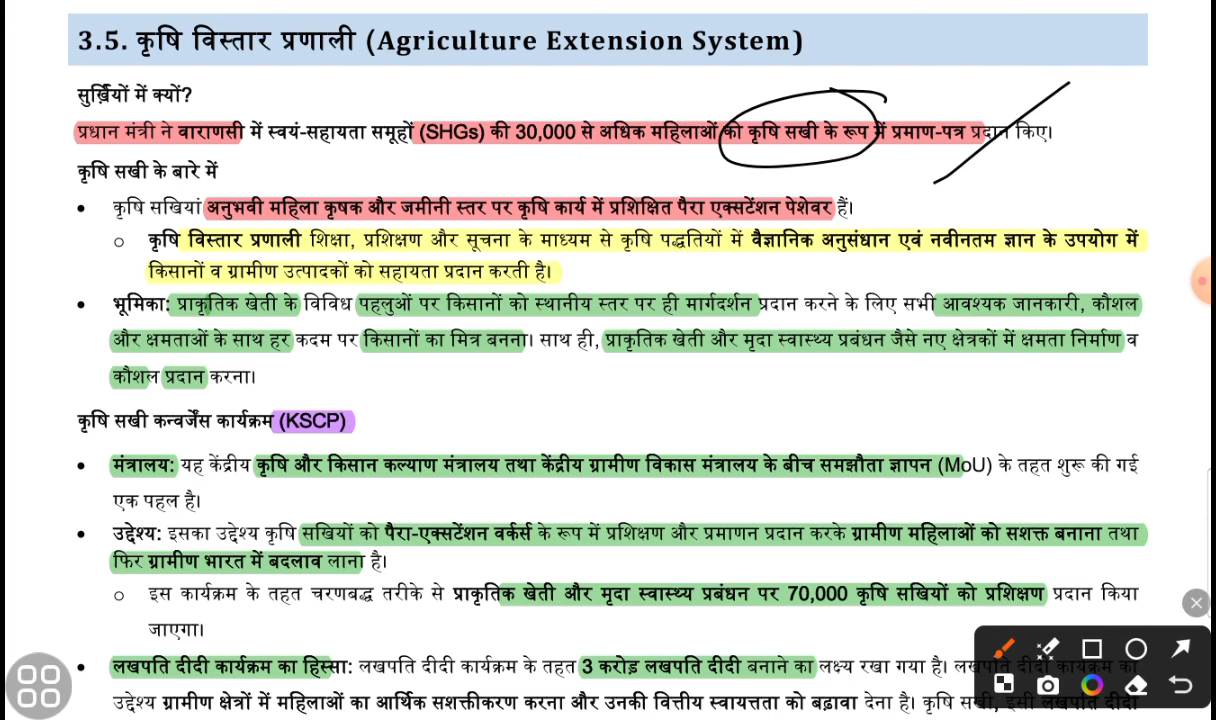 3.5. कृषि विस्तार प्रणाली (Agriculture Extension System)
सुर्ख़ियों में क्यों?
प्रधान मंत्री ने वाराणसी में स्वयं-सहायता समूहों (SHGs) की 30,000 से अधिक महिलाओं को कृषि सखी के रूप में प्रमाण-पत्र प्रदान किए।
कृषि सखी के बारे में
• कृषि सखियां अनुभवी महिला कृषक और जमीनी स्तर पर कृषि कार्य में प्रशिक्षित पैरा एक्सटेंशन पेशेवर हैं।
o कृषि विस्तार प्रणाली शिक्षा, प्रशिक्षण और सूचना के माध्यम से कृषि पद्धतियों में वैज्ञानिक अनुसंधान एवं नवीनतम ज्ञान के उपयोग में
किसानों व ग्रामीण उत्पादकों को सहायता प्रदान करती है।
• भूमिका: प्राकृतिक खेती के विविध पहलुओं पर किसानों को स्थानीय स्तर पर ही मार्गदर्शन प्रदान करने के लिए सभी आवश्यक जानकारी, कौशल
और क्षमताओं के साथ हर कदम पर किसानों का मित्र बनना। साथ ही, प्राकृतिक खेती और मृदा स्वास्थ्य प्रबंधन जैसे नए क्षेत्रकों में क्षमता निर्माण व
कौशल प्रदान करना।
कृषि सखी कन्वर्जेंस कार्यक्रम (KSCP)
• मंत्रालय: यह केंद्रीय कृषि और किसान कल्याण मंत्रालय तथा केंद्रीय ग्रामीण विकास मंत्रालय के बीच समझौता ज्ञापन (MoU) के तहत शुरू की गई
एक पहल है।
• उद्देश्य: इसका उद्देश्य कृषि सखियों को पैरा-एक्सटेंशन वर्कर्स के रूप में प्रशिक्षण और प्रमाणन प्रदान करके ग्रामीण महिलाओं को सशक्त बनाना तथा
फिर ग्रामीण भारत में बदलाव लाना है।
o इस कार्यक्रम के तहत चरणबद्ध तरीके से प्राकृतिक खेती और मृदा स्वास्थ्य प्रबंधन पर 70,000 कृषि सखियों को प्रशिक्षण प्रदान किया
जाएगा।
• लखपति दीदी कार्यक्रम का हिस्सा: लखपति दीदी कार्यक्रम के तहत 3 करोड़ लखपति दीदी बनाने का लक्ष्य रखा गया है। लखपति दीदी कार्यक्रम का
उद्देश्य ग्रामीण क्षेत्रों में महिलाओं का आर्थिक सशक्तीकरण करना और उनकी वित्तीय स्वायत्तता को बढ़ावा देना है। कृषि सखी, इसी लखपति दीदी